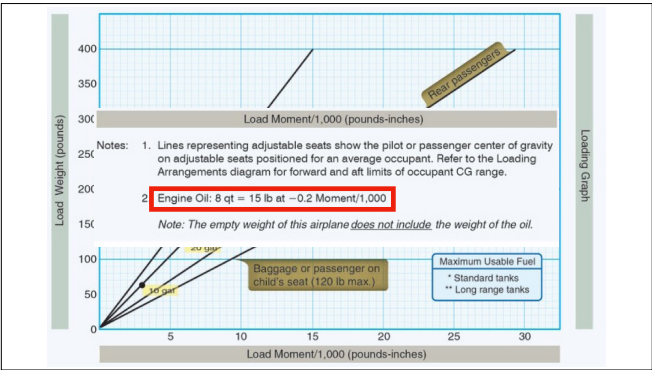 400
350
Rear passengers
300
Load Moment/1,000 (pounds-inches)
Notes: 1. Lines representing adjustable seats show the pilot or passenger center of gravity
on adjustable seats positioned for an average occupant. Refer to the Loading
Arrangements diagram for forward and aft limits of occupant CG range.
250
200
2 Engine Oil: 8 qt = 15 lb at −0.2 Moment/1,000
150
Note: The empty weight of this airplane does not include the weight of the oil.
Load Weight (pounds)
Loading Graph
100
50
0
20 gal
10 gal
Baggage or passenger on
child's seat (120 lb max.)
Maximum Usable Fuel
* Standard tanks
** Long range tanks
5 10 15 20 25 30
Load Moment/1,000 (pounds-inches)